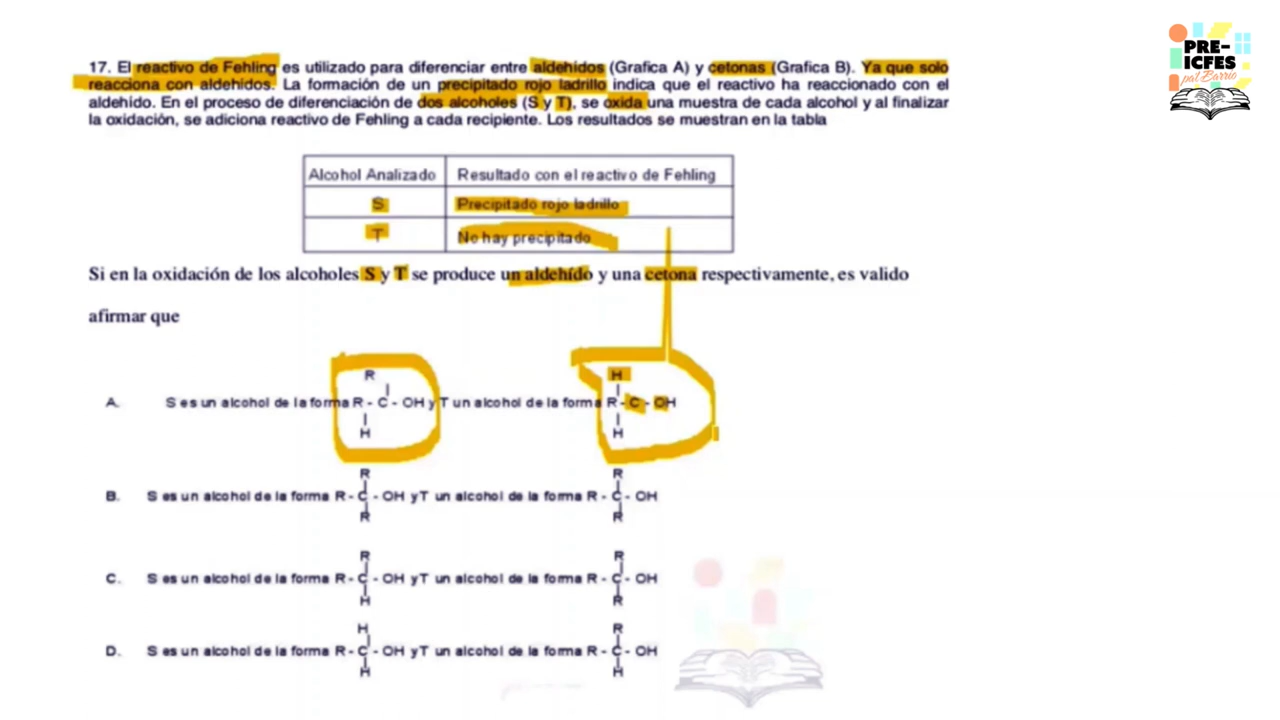 PRE-
ICFES
pal Barrio
17. El reactivo de Fehling es utilizado para diferenciar entre aldehídos (Grafica A) y cetonas (Grafica B). Ya que solo
reacciona con aldehidos. La formación de un precipitado rojo ladrillo indica que el reactivo ha reaccionado con el
aldehído. En el proceso de diferenciación de dos alcoholes (S y T), se oxida una muestra de cada alcohol y al finalizar
la oxidación, se adiciona reactivo de Fehling a cada recipiente. Los resultados se muestran en la tabla
Alcohol Analizado Resultado con el reactivo de Fehling
S Precipitado rojo ladrillo
T No hay precipitado
Si en la oxidación de los alcoholes S y T se produce un aldehído y una cetona respectivamente, es valido
afirmar que
R H
A. S es un alcohol de la forma R - C - OH y T un alcohol de la forma R - C - OH
H H
R R
B. S es un alcohol de la forma R - C - OH y T un alcohol de la forma R - C - OH
R R
R R
C. S es un alcohol de la forma R - C - OH y T un alcohol de la forma R - C - OH
H R
H R
D. S es un alcohol de la forma R - C - OH y T un alcohol de la forma R - C - OH
H H